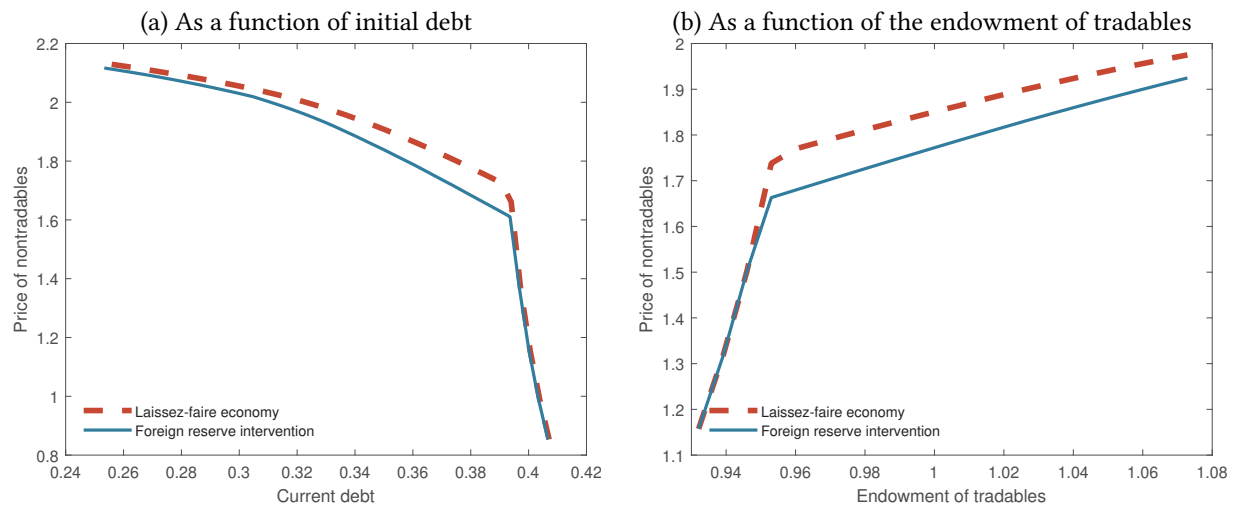 (a) As a function of initial debt
2.2
2
1.8
1.6
1.4
1.2
1
0.8
Price of nontradables
Laissez-faire economy
Foreign reserve intervention
0.24 0.26 0.28 0.3 0.32 0.34 0.36 0.38 0.4 0.42
Current debt
(b) As a function of the endowment of tradables
2
1.9
1.8
1.7
1.6
1.5
1.4
1.3
1.2
1.1
Price of nontradables
Laissez-faire economy
Foreign reserve intervention
0.94 0.96 0.98 1 1.02 1.04 1.06 1.08
Endowment of tradables